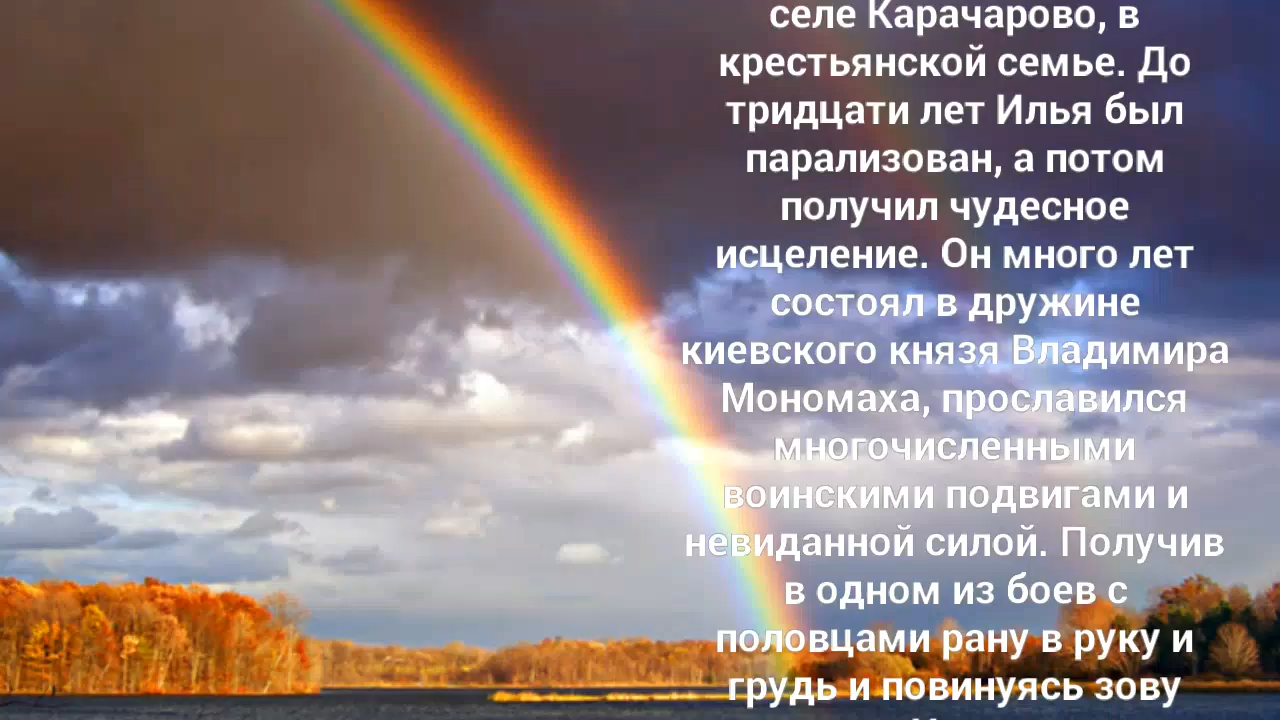 селе Карачарово, в
крестьянской семье. До
тридцати лет Илья был
парализован, а потом
получил чудесное
исцеление. Он много лет
состоял в дружине
киевского князя Владимира
Мономаха, прославился
многочисленными
воинскими подвигами и
невиданной силой. Получив
в одном из боев с
половцами рану в руку и
грудь и повинуясь зову